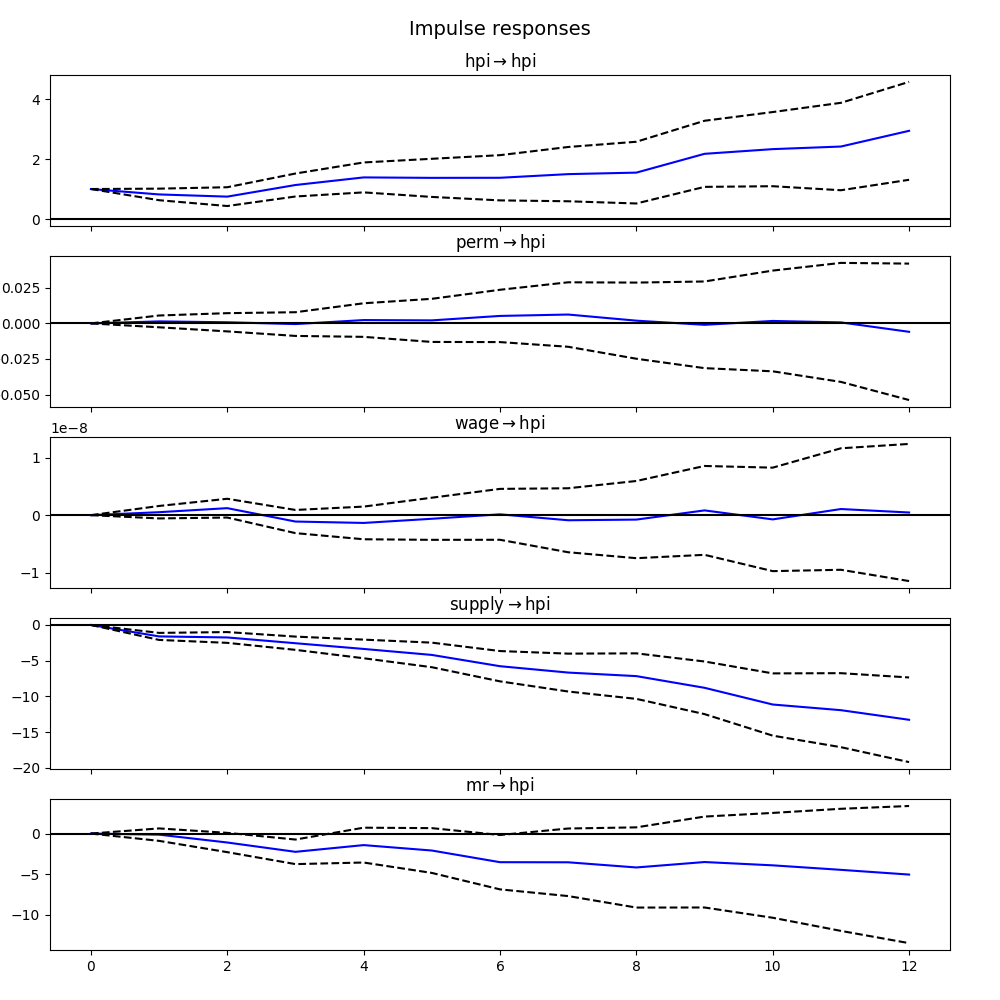 Impulse responses
hpi → hpi
4
2
0
perm → hpi
0.025
0.000
0.025
0.050
1e−8
wage → hpi
1
0
−1
supply → hpi
0
−5
−10
−15
−20
mr → hpi
0
−5
−10
0 2 4 6 8 10 12